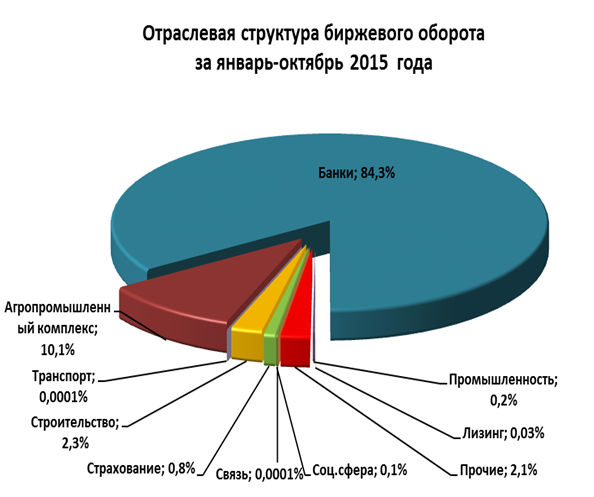 Отраслевая структура биржевого оборота
за январь-октябрь 2015 года
Банки; 84,3%
Агропромышленн
ый комплекс;
10,1%
Транспорт;
0,0001%
Строительство;
2,3%
Страхование; 0,8%
Связь; 0,0001%
Соц.сфера; 0,1%
Прочие; 2,1%
Лизинг; 0,03%
Промышленность;
0,2%